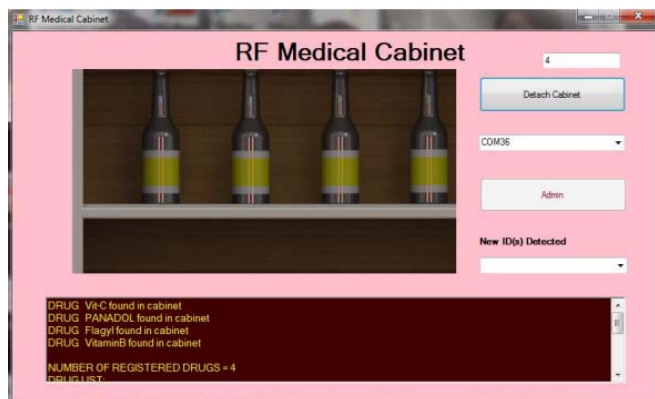 RF Medical Cabinet
RF Medical Cabinet
4
Detach Cabinet
COM36
Admin
New ID(s) Detected
DRUG Vit-C found in cabinet
DRUG PANADOL found in cabinet
DRUG Flagyl found in cabinet
DRUG VitaminB found in cabinet
NUMBER OF REGISTERED DRUGS = 4
DRUG LIST: